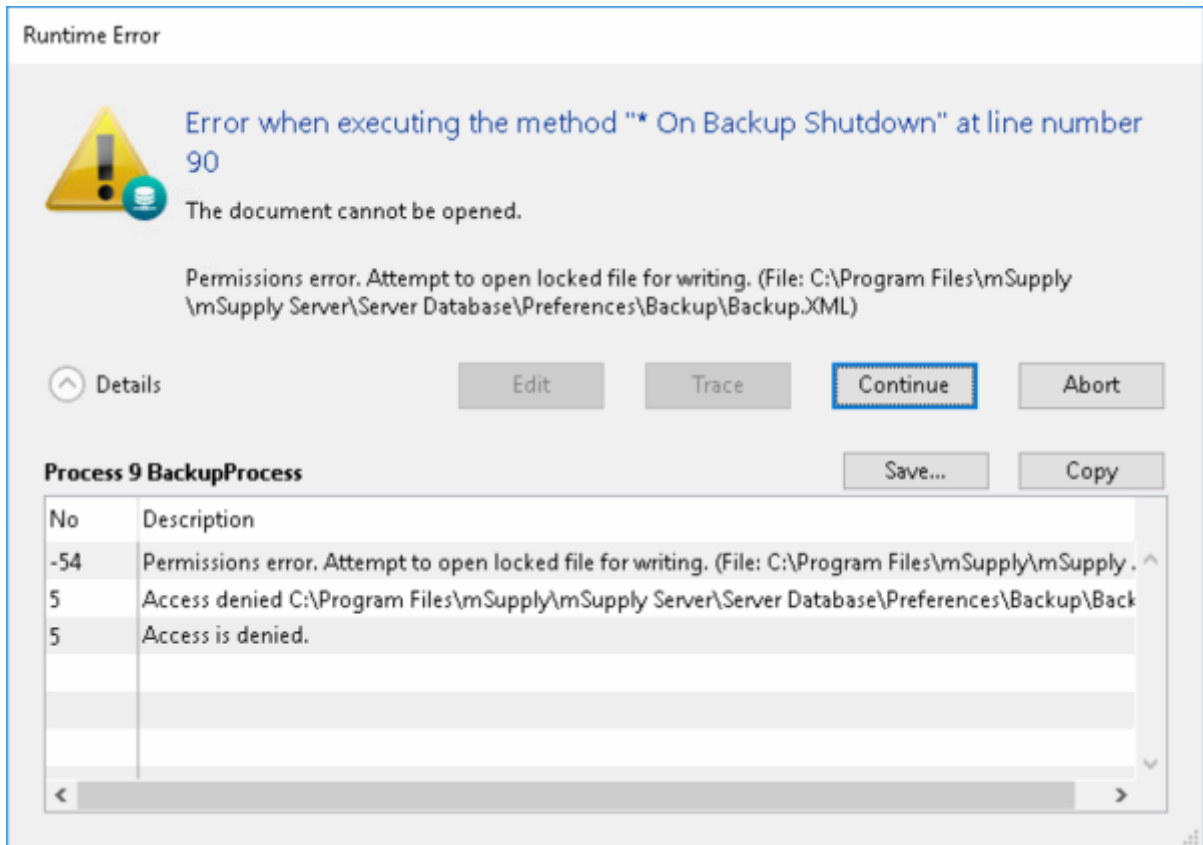 Runtime Error
Error when executing the method "* On Backup Shutdown" at line number
90
The document cannot be opened.
Permissions error. Attempt to open locked file for writing. (File: C:\Program Files\mSupply
\mSupply Server\Server Database\Preferences\Backup\Backup.XML)
Details
Edit
Trace
Continue
Abort
Process 9 BackupProcess
Save...
Copy
No Description
-54 Permissions error. Attempt to open locked file for writing. (File: C:\Program Files\mSupply\mSupply .
5 Access denied C:\Program Files\mSupply\mSupply Server\Server Database\Preferences\Backup\Back
5 Access is denied.